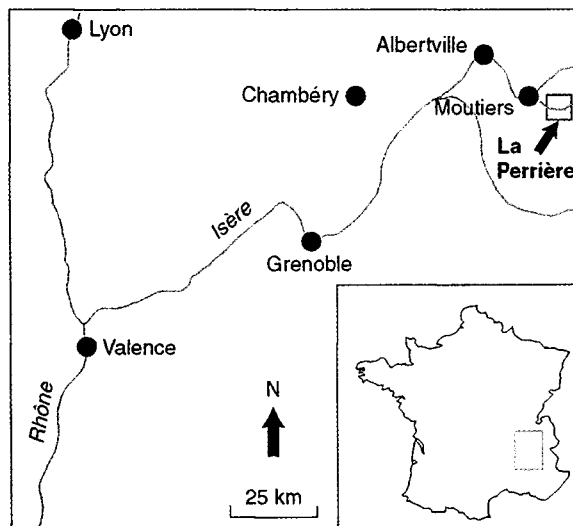 Lyon
Albertville
Chambéry
Moutiers
La
Perrière
Isère
Grenoble
Valence
Rhône
N
25 km